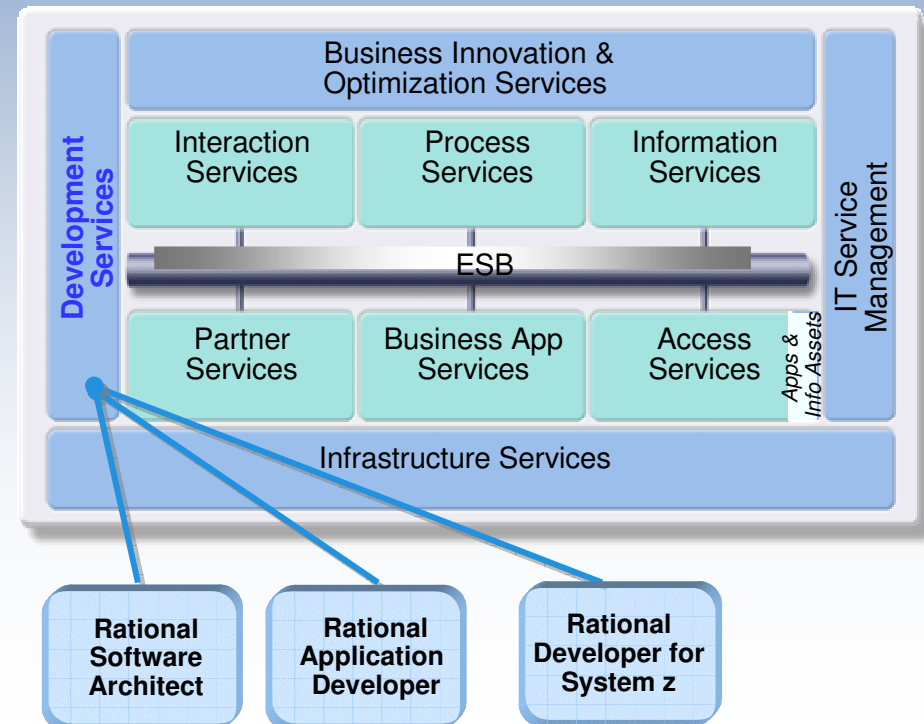 Business Innovation &
Optimization Services
Development
Services
Interaction
Services
Process
Services
Information
Services
IT Service
Management
ESB
Partner
Services
Business App
Services
Access
Services
Apps &
Info Assets
Infrastructure Services
Rational
Software
Architect
Rational
Application
Developer
Rational
Developer for
System z